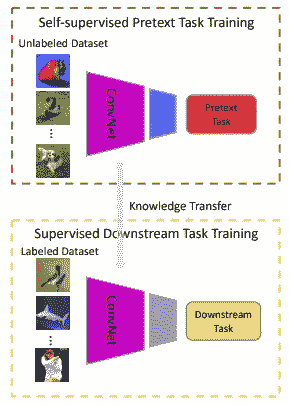 Self-supervised Pretext Task Training
Unlabeled Dataset
ConvNet
Pretext
Task
Knowledge Transfer
Supervised Downstream Task Training
Labeled Dataset
ConvNet
Downstream
Task